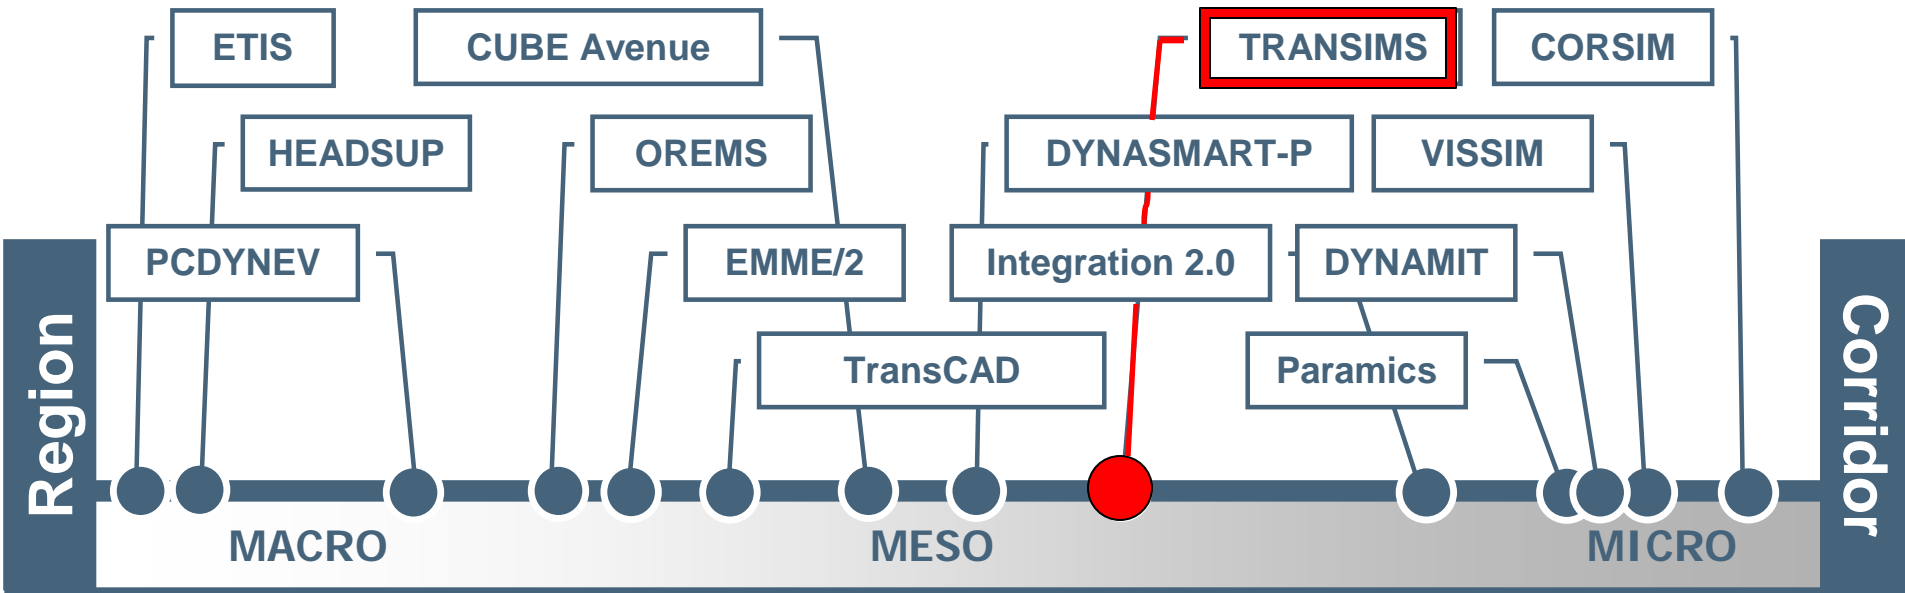 ETIS
CUBE Avenue
TRANSIMS
CORSIM
HEADSUP
OREMS
DYNASMART-P
VISSIM
PCDYNEV
EMME/2
Integration 2.0
DYNAMIT
TransCAD
Paramics
Region
Corridor
MACRO
MESO
MICRO